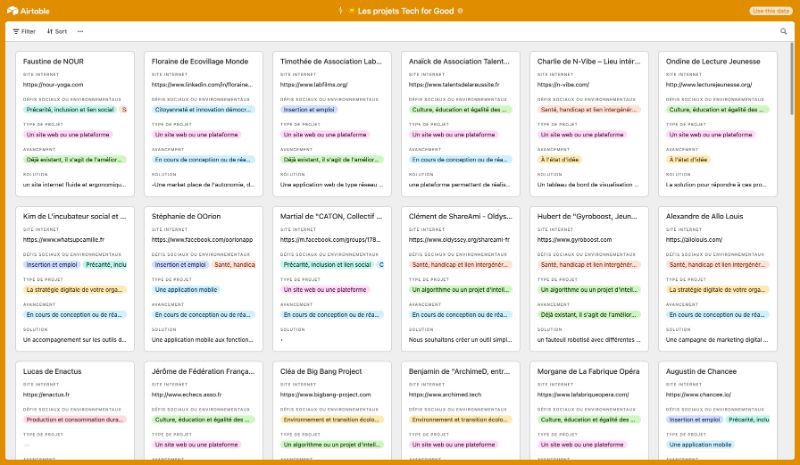 Airtable
Les projets Tech for Good
Use this data
Filter Sort
Faustine de NOUR
SITE INTERNET
https://nour-yoga.com
DÉFIS SOCIAUX OU ENVIRONNEMENTAUX
Précarité, inclusion et lien social S
TYPE DE PROJET
Un site web ou une plateforme
AVANCEMENT
Déjà existant, il s'agit de l'amélior...
SOLUTION
un site internet fluide et ergonomiqu...
Floraine de Ecovillage Monde
SITE INTERNET
https://www.linkedin.com/in/floraine...
DÉFIS SOCIAUX OU ENVIRONNEMENTAUX
Citoyenneté et innovation démocr...
TYPE DE PROJET
Un site web ou une plateforme
AVANCEMENT
En cours de conception ou de réa...
SOLUTION
-Une market place de l'autonomie, d...
Timothée de Association Lab...
SITE INTERNET
https://www.labfilms.org/
DÉFIS SOCIAUX OU ENVIRONNEMENTAUX
Insertion et emploi
TYPE DE PROJET
Un site web ou une plateforme
AVANCEMENT
Déjà existant, il s'agit de l'amélior...
SOLUTION
Une application web de type réseau ...
Anaïck de Association Talent...
SITE INTERNET
https://www.talentsdelareussite.fr
DÉFIS SOCIAUX OU ENVIRONNEMENTAUX
Culture, éducation et égalité des ...
TYPE DE PROJET
Un site web ou une plateforme
AVANCEMENT
En cours de conception ou de réa...
SOLUTION
une plateforme permettant de réalis...
Charlie de N-Vibe – Lieu intér...
SITE INTERNET
https://n-vibe.com/
DÉFIS SOCIAUX OU ENVIRONNEMENTAUX
Santé, handicap et lien intergénér...
TYPE DE PROJET
Un site web ou une plateforme
AVANCEMENT
À l'état d'idée
SOLUTION
Un tableau de bord de visualisation ...
Ondine de Lecture Jeunesse
SITE INTERNET
http://www.lecturejeunesse.org/
DÉFIS SOCIAUX OU ENVIRONNEMENTAUX
Culture, éducation et égalité des ...
TYPE DE PROJET
Un site web ou une plateforme
AVANCEMENT
À l'état d'idée
SOLUTION
La solution pour répondre à ces pro...
Kim de L'incubateur social et ...
SITE INTERNET
https://www.whatsupcamille.fr
DÉFIS SOCIAUX OU ENVIRONNEMENTAUX
Insertion et emploi Précarité, inclu
TYPE DE PROJET
La stratégie digitale de votre orga...
AVANCEMENT
En cours de conception ou de réa...
SOLUTION
Un accompagnement sur les outils d...
Stéphanie de OOrion
SITE INTERNET
https://www.facebook.com/oorionapp
DÉFIS SOCIAUX OU ENVIRONNEMENTAUX
Insertion et emploi Santé, handica
TYPE DE PROJET
Une application mobile
AVANCEMENT
En cours de conception ou de réa...
SOLUTION
Une application mobile aux fonction...
Martial de "CATON, Collectif ...
SITE INTERNET
https://m.facebook.com/groups/178...
DÉFIS SOCIAUX OU ENVIRONNEMENTAUX
Précarité, inclusion et lien social C
TYPE DE PROJET
Un site web ou une plateforme
AVANCEMENT
En cours de conception ou de réa...
SOLUTION
Clément de ShareAmi - Oldys...
SITE INTERNET
https://www.oldyssey.org/shareami-fr
DÉFIS SOCIAUX OU ENVIRONNEMENTAUX
Santé, handicap et lien intergénér...
TYPE DE PROJET
Un algorithme ou un projet d'intell...
AVANCEMENT
En cours de conception ou de réa...
SOLUTION
Nous souhaitons créer un outil simpl...
Hubert de "Gyroboost, Jeun...
SITE INTERNET
https://www.gyroboost.com
DÉFIS SOCIAUX OU ENVIRONNEMENTAUX
Santé, handicap et lien intergénér...
TYPE DE PROJET
Un algorithme ou un projet d'intell...
AVANCEMENT
Déjà existant, il s'agit de l'amélior...
SOLUTION
un fauteuil robotisé avec différentes ...
Alexandre de Allo Louis
SITE INTERNET
https://allolouis.com/
DÉFIS SOCIAUX OU ENVIRONNEMENTAUX
Santé, handicap et lien intergénér...
TYPE DE PROJET
La stratégie digitale de votre orga...
AVANCEMENT
En cours de conception ou de réa...
SOLUTION
Une campagne de marketing digital ...
Lucas de Enactus
SITE INTERNET
https://enactus.fr
DÉFIS SOCIAUX OU ENVIRONNEMENTAUX
Production et consommation dura...
TYPE DE PROJET
Jérôme de Fédération França...
SITE INTERNET
http://www.echecs.asso.fr
DÉFIS SOCIAUX OU ENVIRONNEMENTAUX
Culture, éducation et égalité des ...
TYPE DE PROJET
Un site web ou une plateforme
Cléa de Big Bang Project
SITE INTERNET
https://www.bigbang-project.com
DÉFIS SOCIAUX OU ENVIRONNEMENTAUX
Environnement et transition écolo...
TYPE DE PROJET
Un algorithme ou un projet d'intell...
Benjamin de "ArchimeD, entr...
SITE INTERNET
https://www.archimed.tech
DÉFIS SOCIAUX OU ENVIRONNEMENTAUX
Environnement et transition écolo...
TYPE DE PROJET
Un site web ou une plateforme
Morgane de La Fabrique Opéra
SITE INTERNET
https://www.lafabriqueopera.com/
DÉFIS SOCIAUX OU ENVIRONNEMENTAUX
Culture, éducation et égalité des ...
TYPE DE PROJET
Un site web ou une plateforme
Augustin de Chancee
SITE INTERNET
https://www.chancee.io/
DÉFIS SOCIAUX OU ENVIRONNEMENTAUX
Insertion et emploi Précarité, inclu
TYPE DE PROJET
Une application mobile